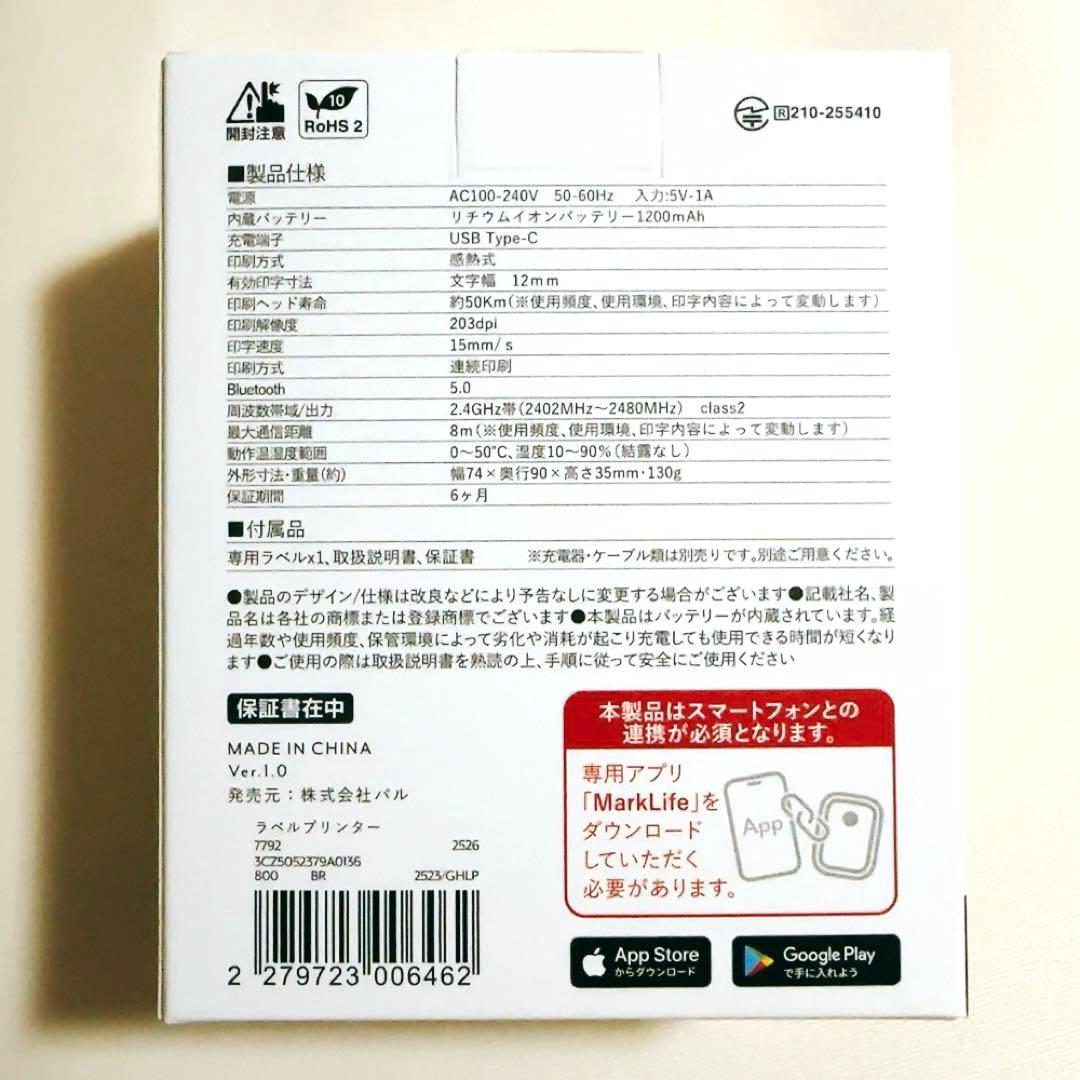 開封注意
10
RoHS 2
R 210-255410
■製品仕様
電源 AC100-240V 50-60Hz 入力:5V-1A
内蔵バッテリー リチウムイオンバッテリー1200mAh
充電端子 USB Type-C
印刷方式 感熱式
有効印字寸法 文字幅 12mm
印刷ヘッド寿命 約50Km(※使用頻度、使用環境、印字内容によって変動します)
印刷解像度 203dpi
印字速度 15mm/s
印刷方式 連続印刷
Bluetooth 5.0
周波数帯域/出力 2.4GHz帯(2402MHz～2480MHz) class2
最大通信距離 8m(※使用頻度、使用環境、印字内容によって変動します)
動作温湿度範囲 0～50℃、湿度10～90%(結露なし)
外形寸法・重量(約) 幅74×奥行90×高さ35mm・130g
保証期間 6ヶ月
■付属品
専用ラベルx1、取扱説明書、保証書 ※充電器・ケーブル類は別売りです。別途ご用意ください。
●製品のデザイン/仕様は改良などにより予告なしに変更する場合がございます●記載社名、製
品名は各社の商標または登録商標でございます●本製品はバッテリーが内蔵されています。経
過年数や使用頻度、保管環境によって劣化や消耗が起こり充電しても使用できる時間が短くなり
ます●ご使用の際は取扱説明書を熟読の上、手順に従って安全にご使用ください
保証書在中
MADE IN CHINA
Ver.1.0
発売元：株式会社パル
ラベルプリンター
7792 2526
3CZ5052379A0136
800 BR 2523/GHLP
2 279723 006462
本製品はスマートフォンとの
連携が必須となります。
専用アプリ
「MarkLife」を
ダウンロード
していただく
必要があります。
App
App Store
からダウンロード
Google Play
で手に入れよう